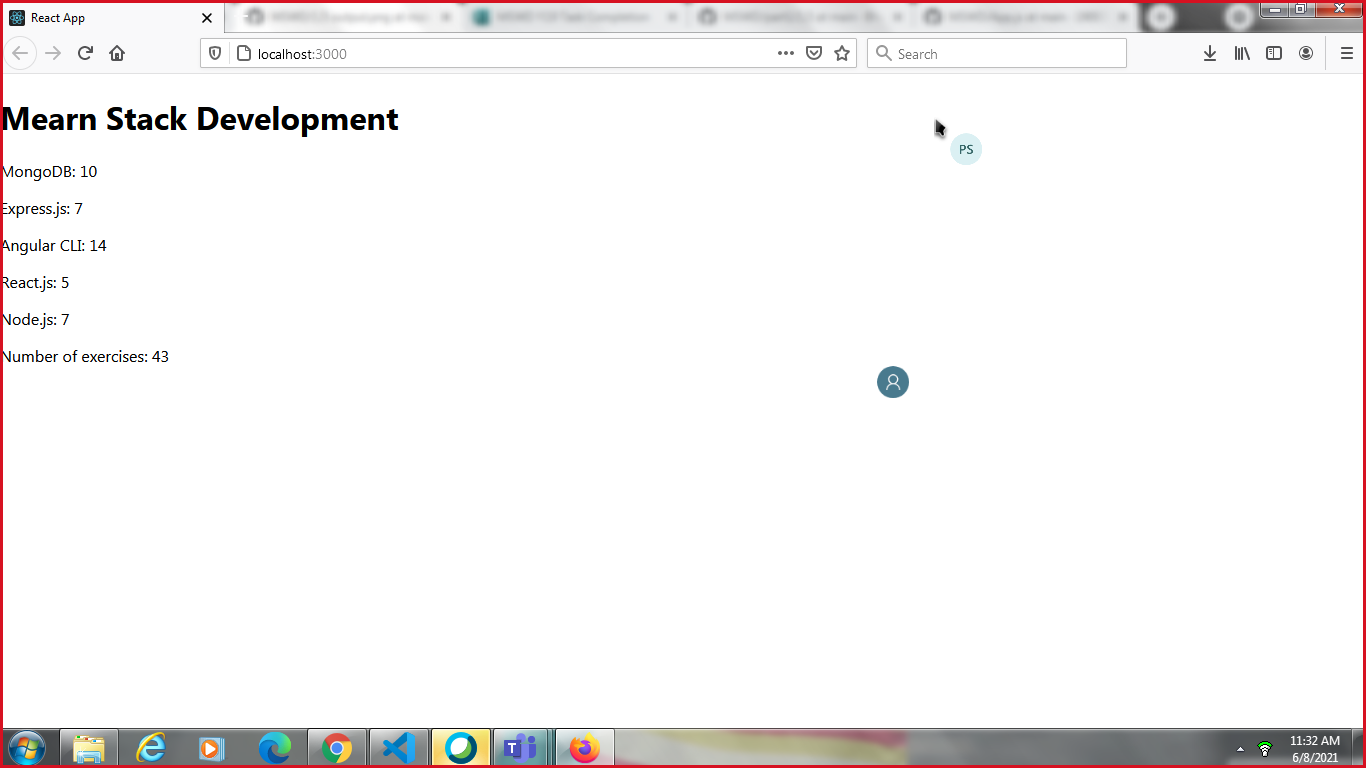 React App
localhost:3000
Search
Mearn Stack Development
PS
MongoDB: 10
Express.js: 7
Angular CLI: 14
React.js: 5
Node.js: 7
Number of exercises: 43
11:32 AM
6/8/2021